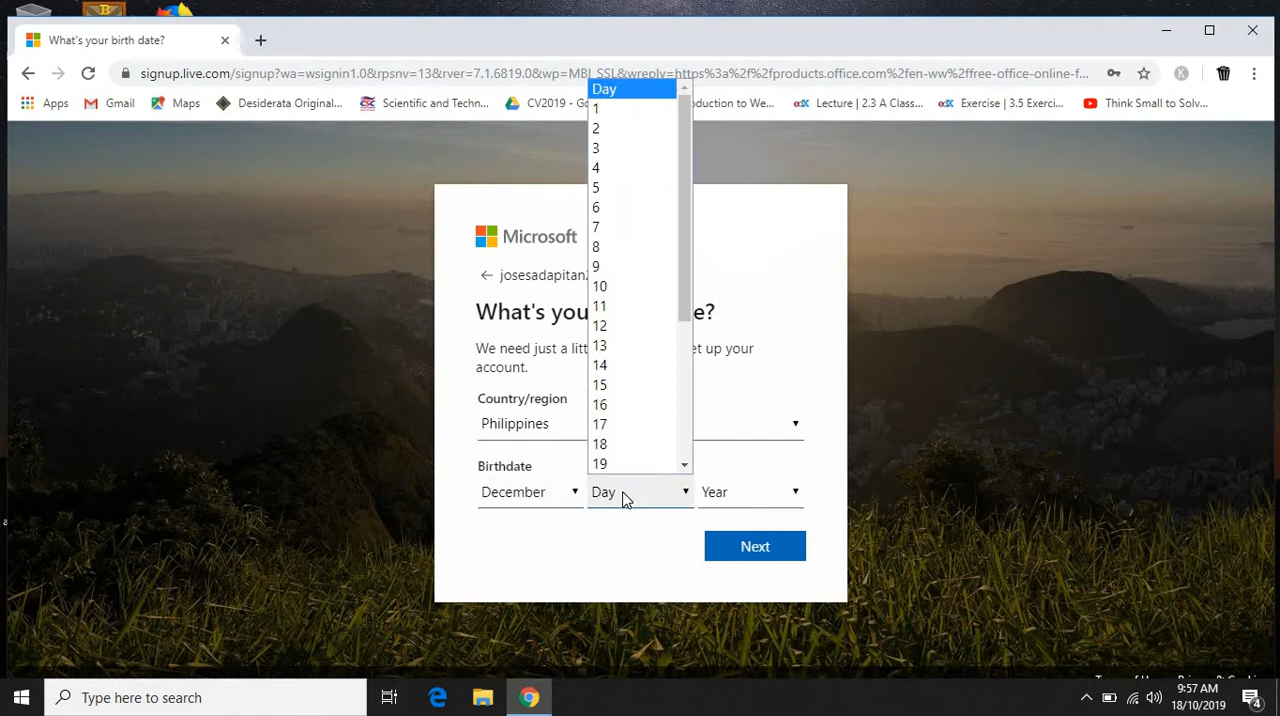 What's your birth date?
signup.live.com/signup?wa=wsignin1.0&rpsnv=13&rver=7.1.6819.0&wp=MBI_SSL&wreply=https%3a%2f%2fproducts.office.com%2fen-ww%2ffree-office-online-f...
Apps Gmail Maps Desiderata Original... Scientific and Techn... CV2019 - Go troduction to We... Lecture | 2.3 A Class... Exercise | 3.5 Exerci... Think Small to Solv...
Day
1
2
3
4
5
6
7
8
9
10
11
12
13
14
15
16
17
18
19
Microsoft
josesadapitan
What's you e?
We need just a litt et up your
account.
Country/region
Philippines
Birthdate
December Day Year
Next
Type here to search
9:57 AM
18/10/2019
4